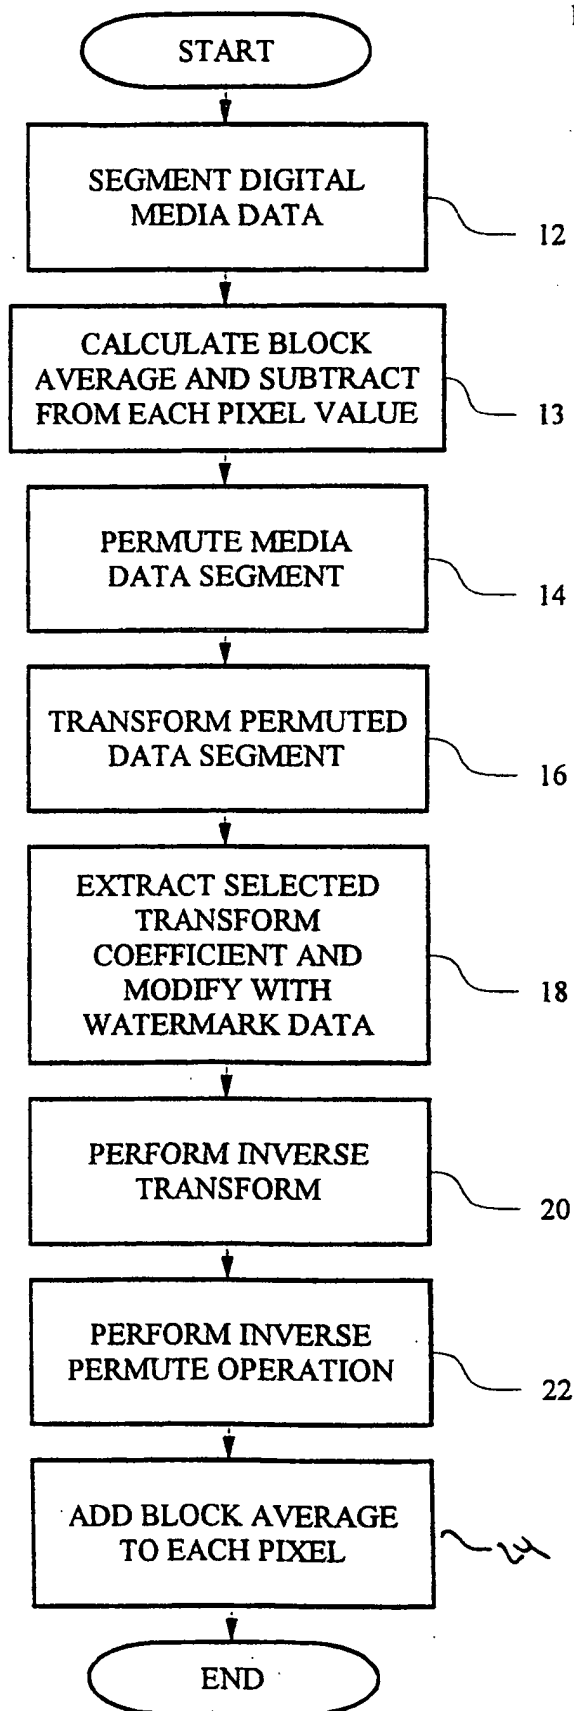 START
SEGMENT DIGITAL
MEDIA DATA
12
CALCULATE BLOCK
AVERAGE AND SUBTRACT
FROM EACH PIXEL VALUE
13
PERMUTE MEDIA
DATA SEGMENT
14
TRANSFORM PERMUTED
DATA SEGMENT
16
EXTRACT SELECTED
TRANSFORM
COEFFICIENT AND
MODIFY WITH
WATERMARK DATA
18
PERFORM INVERSE
TRANSFORM
20
PERFORM INVERSE
PERMUTE OPERATION
22
ADD BLOCK AVERAGE
TO EACH PIXEL
24
END